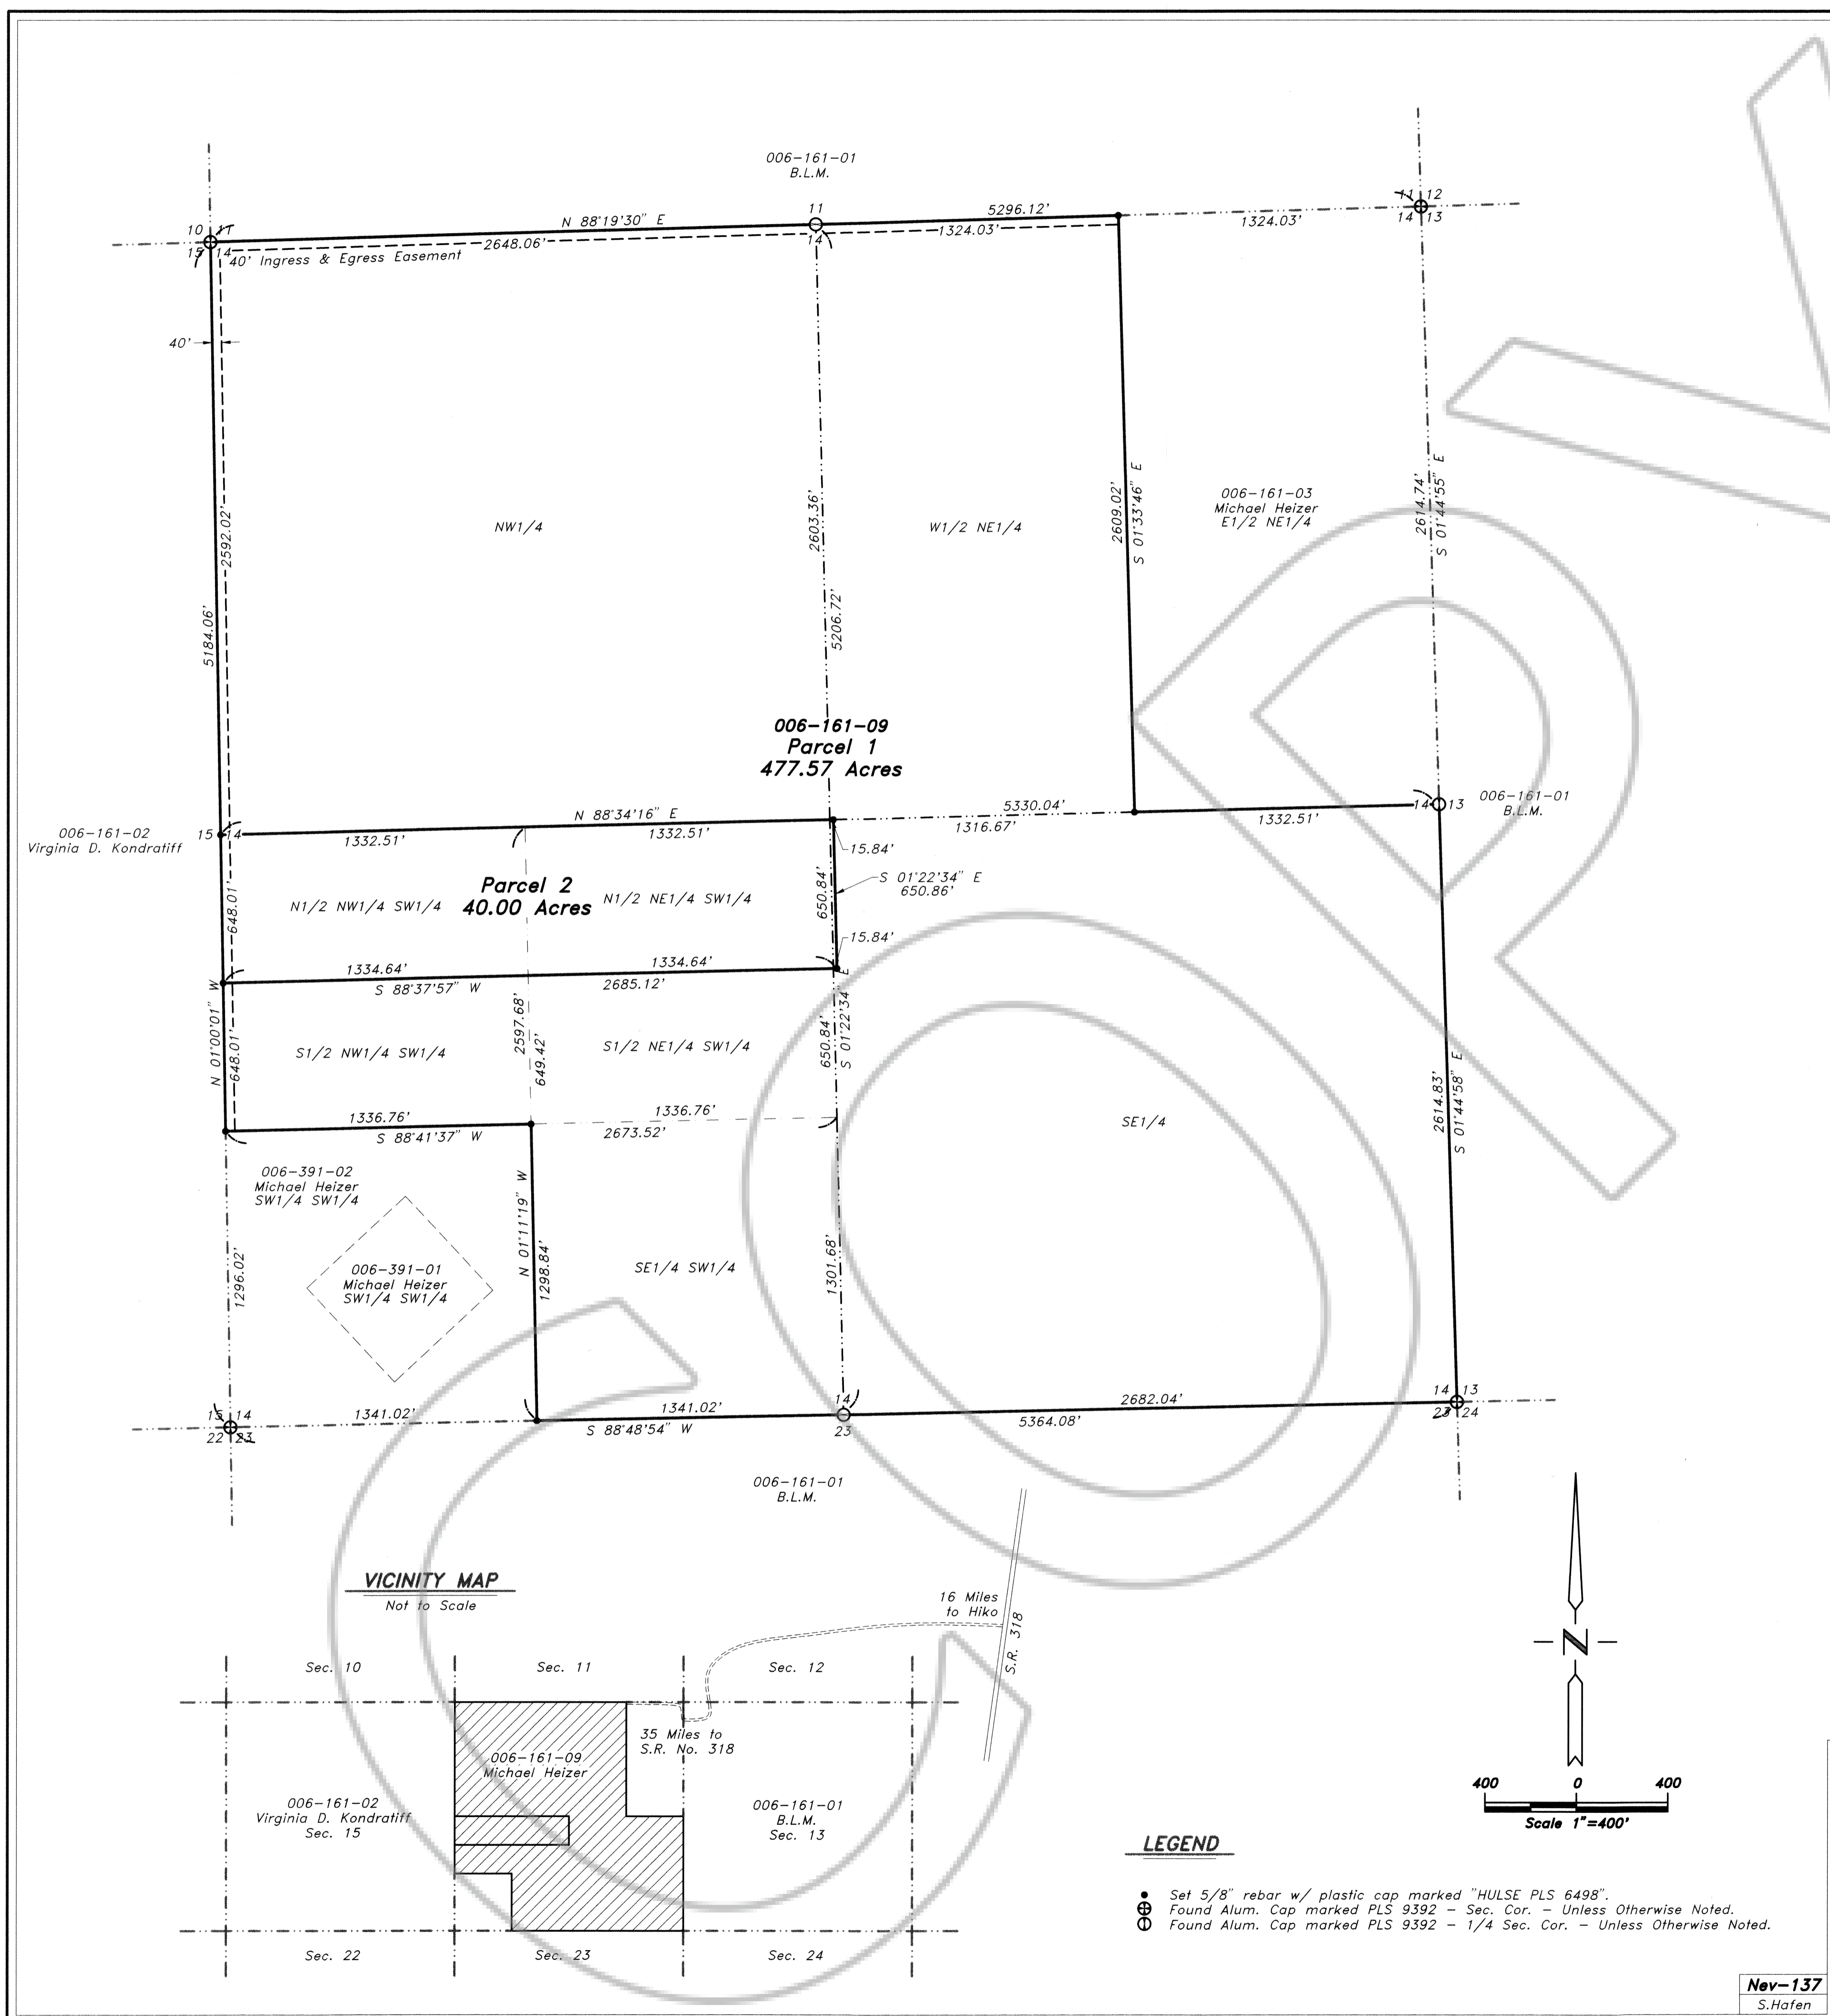 006-161-01
B.L.M.
11 12
14 13
11
5296.12'
N 88°19'30" E
1324.03'
10 11
15 14
2648.06'
14
1324.03'
40' Ingress & Egress Easement
40'
2592.02'
5184.06'
NW1/4
2603.36'
5206.72'
W1/2 NE1/4
2609.02'
S 01°33'46" E
006-161-03
Michael Heizer
E1/2 NE1/4
2614.74'
S 01°44'55" E
006-161-09
Parcel 1
477.57 Acres
006-161-02
Virginia D. Kondratiff
15 14
N 88°34'16" E
1332.51'
1332.51'
5330.04'
1316.67'
1332.51'
14 13
006-161-01
B.L.M.
15.84'
S 01°22'34" E
650.86'
650.84'
15.84'
Parcel 2
40.00 Acres
N1/2 NW1/4 SW1/4
N1/2 NE1/4 SW1/4
648.01'
1334.64'
1334.64'
S 88°37'57" W
2685.12'
N 01°00'01" W
648.01'
S1/2 NW1/4 SW1/4
2597.68'
649.42'
S1/2 NE1/4 SW1/4
650.84'
S 01°22'34" E
1336.76'
1336.76'
S 88°41'37" W
2673.52'
SE1/4
2614.83'
S 01°44'58" E
006-391-02
Michael Heizer
SW1/4 SW1/4
1296.02'
006-391-01
Michael Heizer
SW1/4 SW1/4
N 01°11'19" W
1298.84'
SE1/4 SW1/4
1301.68'
15 14
22 23
1341.02'
1341.02'
S 88°48'54" W
14
23
2682.04'
5364.08'
14 13
23 24
006-161-01
B.L.M.
VICINITY MAP
Not to Scale
16 Miles
to Hiko
S.R. 318
Sec. 10
Sec. 11
Sec. 12
35 Miles to
S.R. No. 318
006-161-09
Michael Heizer
006-161-02
Virginia D. Kondratiff
Sec. 15
006-161-01
B.L.M.
Sec. 13
Sec. 22
Sec. 23
Sec. 24
N
400 0 400
Scale 1"=400'
LEGEND
Set 5/8" rebar w/ plastic cap marked "HULSE PLS 6498".
Found Alum. Cap marked PLS 9392 - Sec. Cor. - Unless Otherwise Noted.
Found Alum. Cap marked PLS 9392 - 1/4 Sec. Cor. - Unless Otherwise Noted.
Nev-137
S.Hafen
COPY